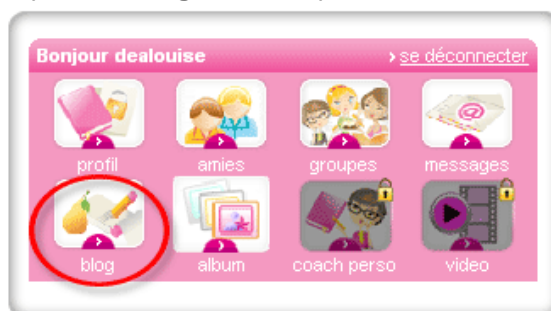 Bonjour dealouise
se déconnecter
profil amies groupes messages
blog album coach perso video